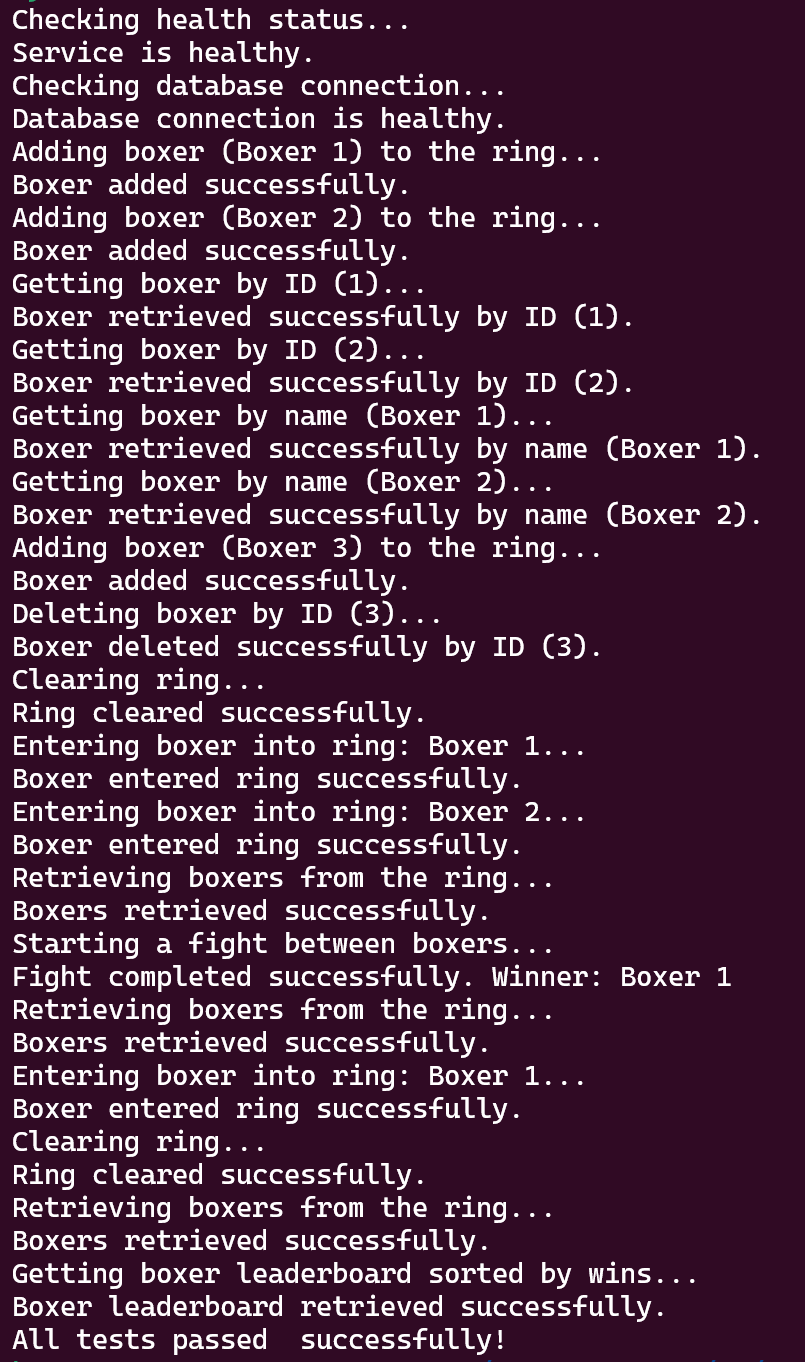 Checking health status...
Service is healthy.
Checking database connection...
Database connection is healthy.
Adding boxer (Boxer 1) to the ring...
Boxer added successfully.
Adding boxer (Boxer 2) to the ring...
Boxer added successfully.
Getting boxer by ID (1)...
Boxer retrieved successfully by ID (1).
Getting boxer by ID (2)...
Boxer retrieved successfully by ID (2).
Getting boxer by name (Boxer 1)...
Boxer retrieved successfully by name (Boxer 1).
Getting boxer by name (Boxer 2)...
Boxer retrieved successfully by name (Boxer 2).
Adding boxer (Boxer 3) to the ring...
Boxer added successfully.
Deleting boxer by ID (3)...
Boxer deleted successfully by ID (3).
Clearing ring...
Ring cleared successfully.
Entering boxer into ring: Boxer 1...
Boxer entered ring successfully.
Entering boxer into ring: Boxer 2...
Boxer entered ring successfully.
Retrieving boxers from the ring...
Boxers retrieved successfully.
Starting a fight between boxers...
Fight completed successfully. Winner: Boxer 1
Retrieving boxers from the ring...
Boxers retrieved successfully.
Entering boxer into ring: Boxer 1...
Boxer entered ring successfully.
Clearing ring...
Ring cleared successfully.
Retrieving boxers from the ring...
Boxers retrieved successfully.
Getting boxer leaderboard sorted by wins...
Boxer leaderboard retrieved successfully.
All tests passed  successfully!